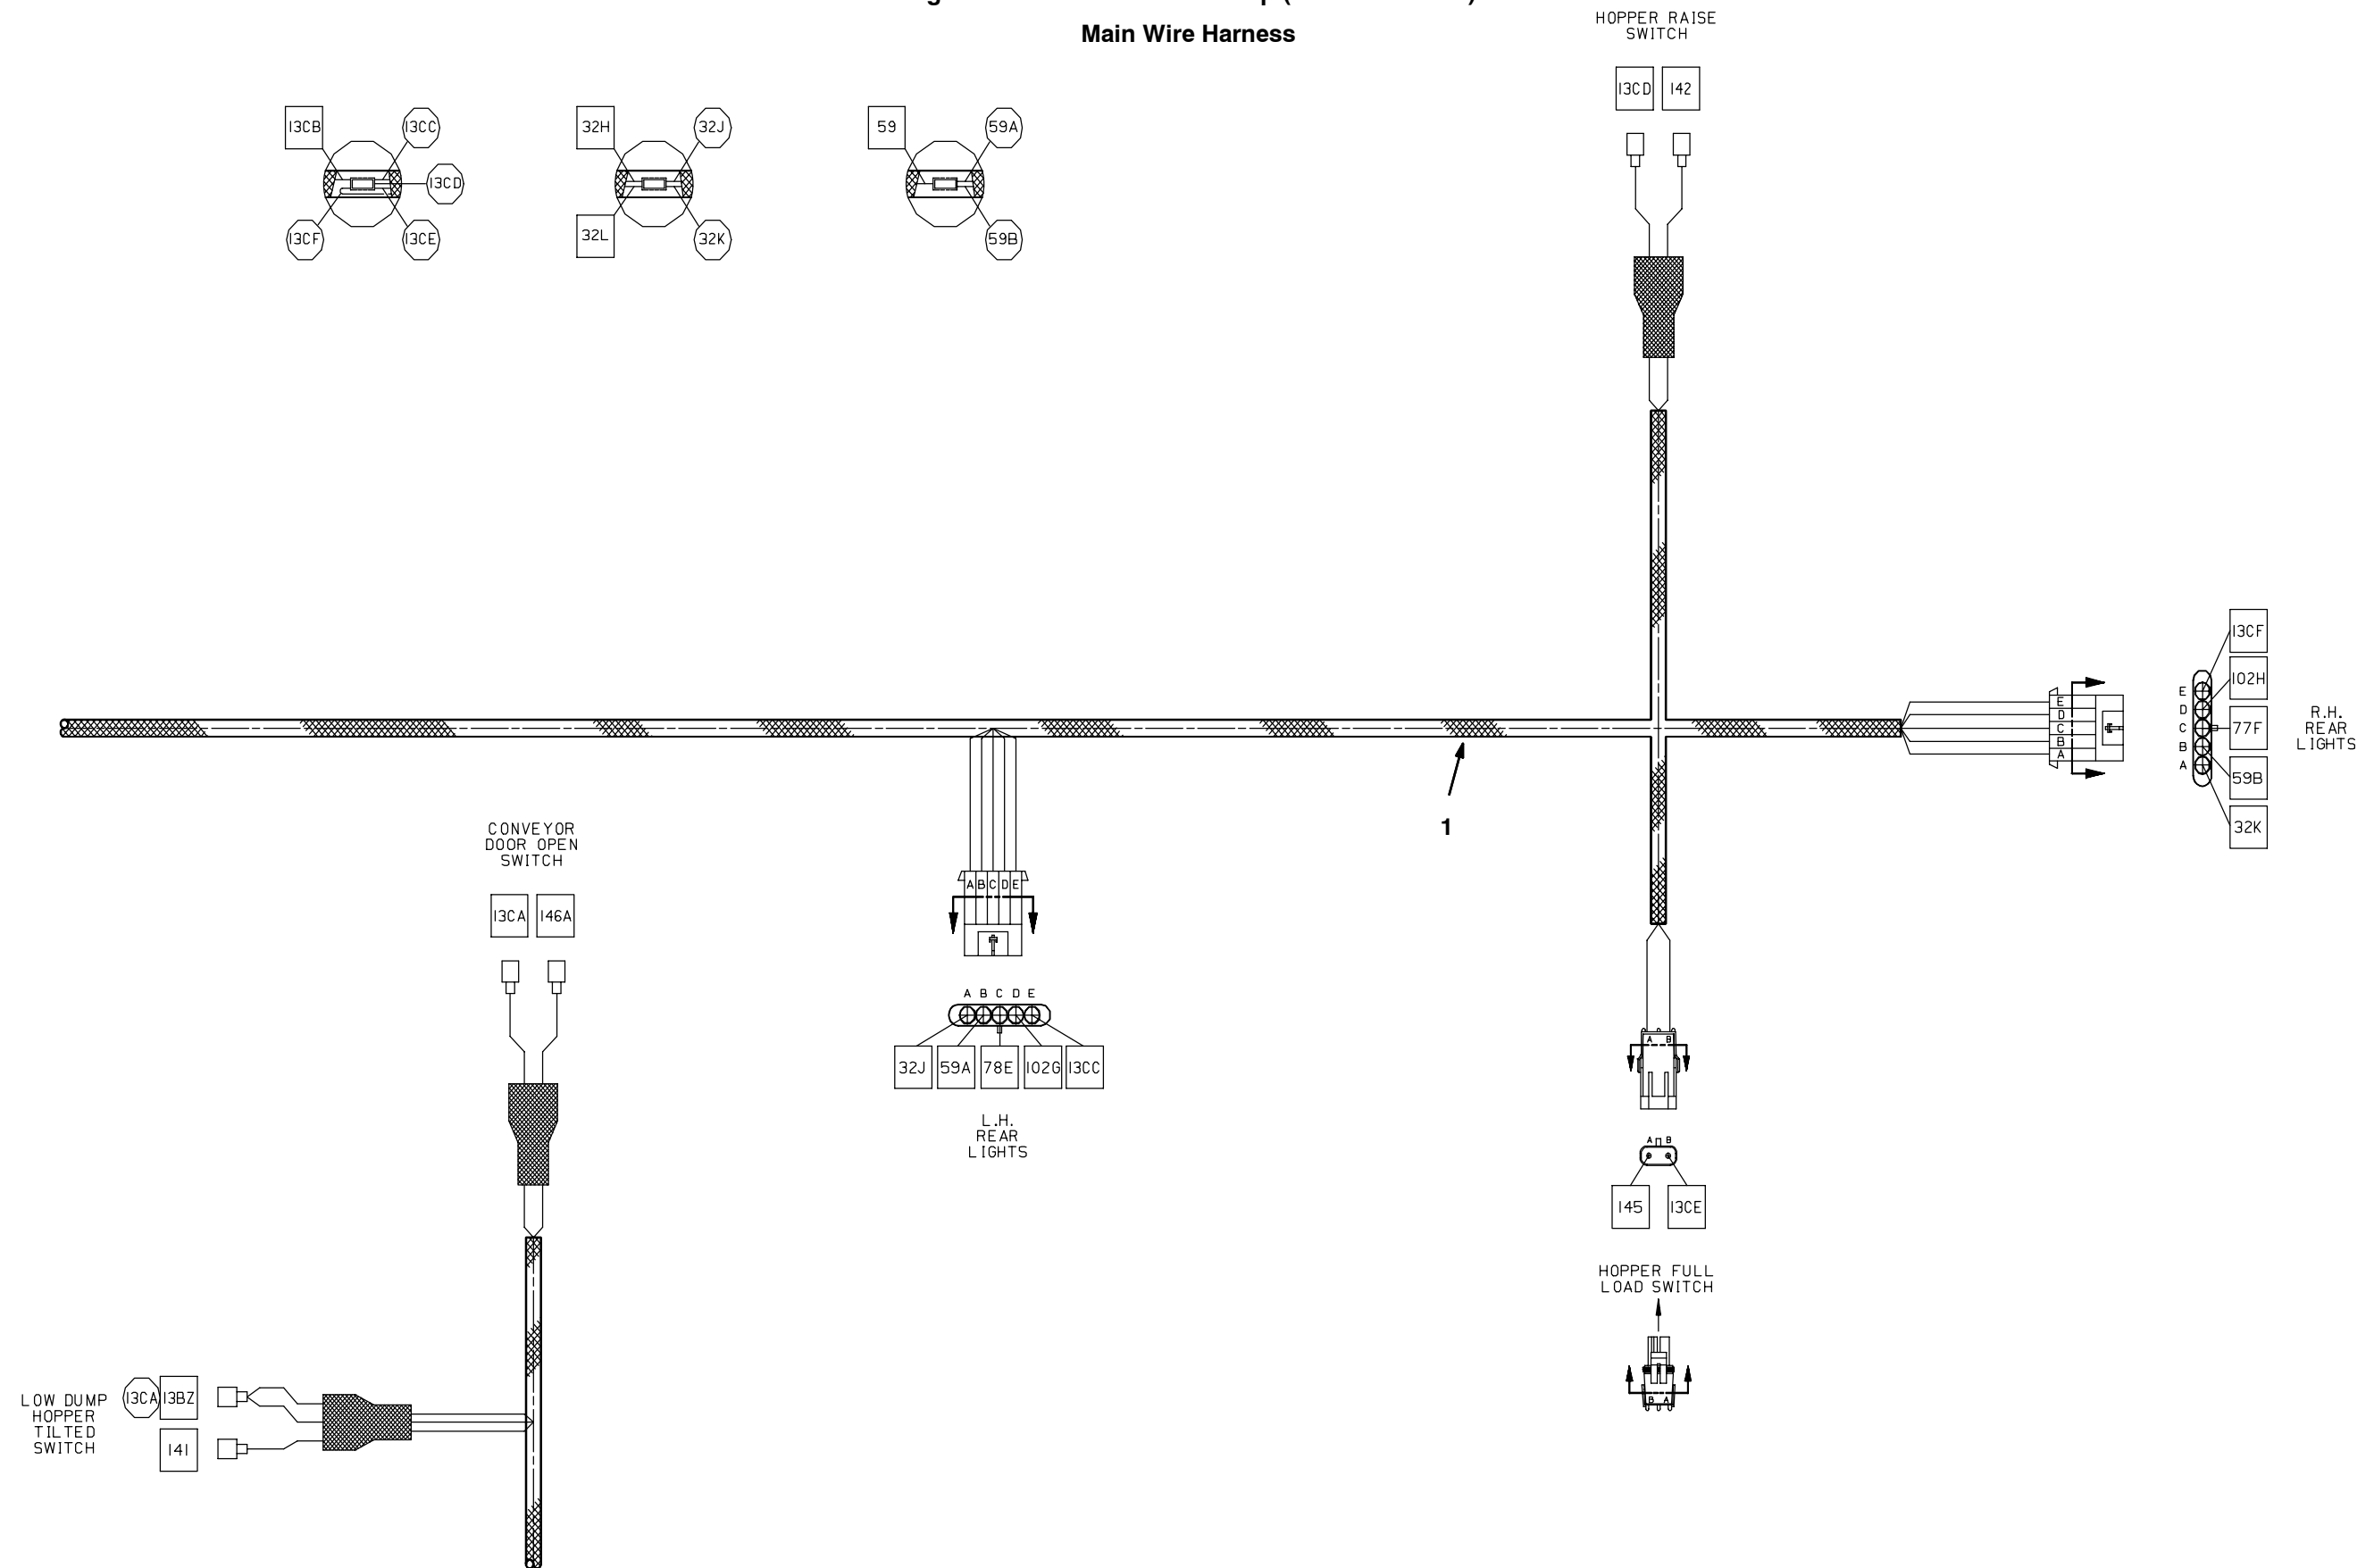 Main Wire Harness
HOPPER RAISE
SWITCH
13CD 142
13CB 13CC
13CD
13CF 13CE
32H 32J
32L 32K
59 59A
59B
13CF
102H
77F
59B
32K
E
D
C
B
A
E
D
C
B
A
R.H.
REAR
LIGHTS
1
CONVEYOR
DOOR OPEN
SWITCH
13CA 146A
A B C D E
A B C D E
32J 59A 78E 102G 13CC
L.H.
REAR
LIGHTS
A B
A B
145 13CE
HOPPER FULL
LOAD SWITCH
B A
LOW DUMP
HOPPER
TILTED
SWITCH
13CA 13BZ
141